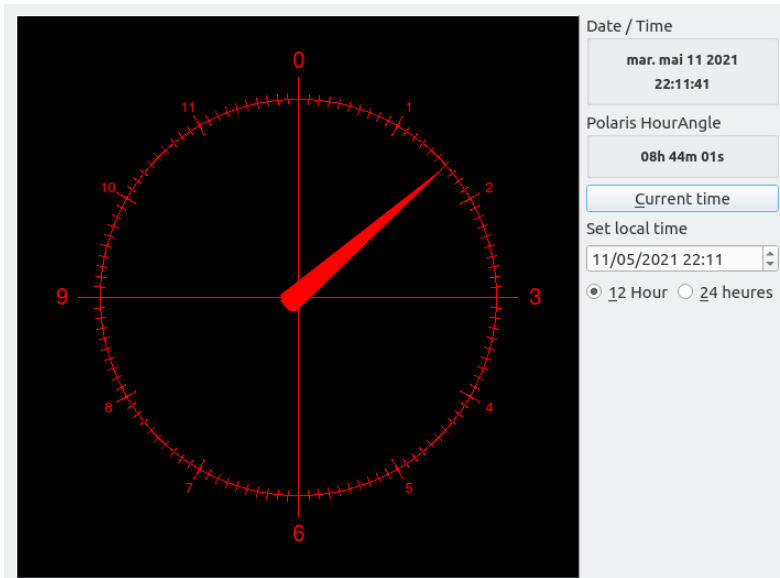 0
1
2
3
4
5
6
7
8
9
10
11
Date / Time
mar. mai 11 2021
22:11:41
Polaris HourAngle
08h 44m 01s
Current time
Set local time
11/05/2021 22:11
12 Hour 24 heures